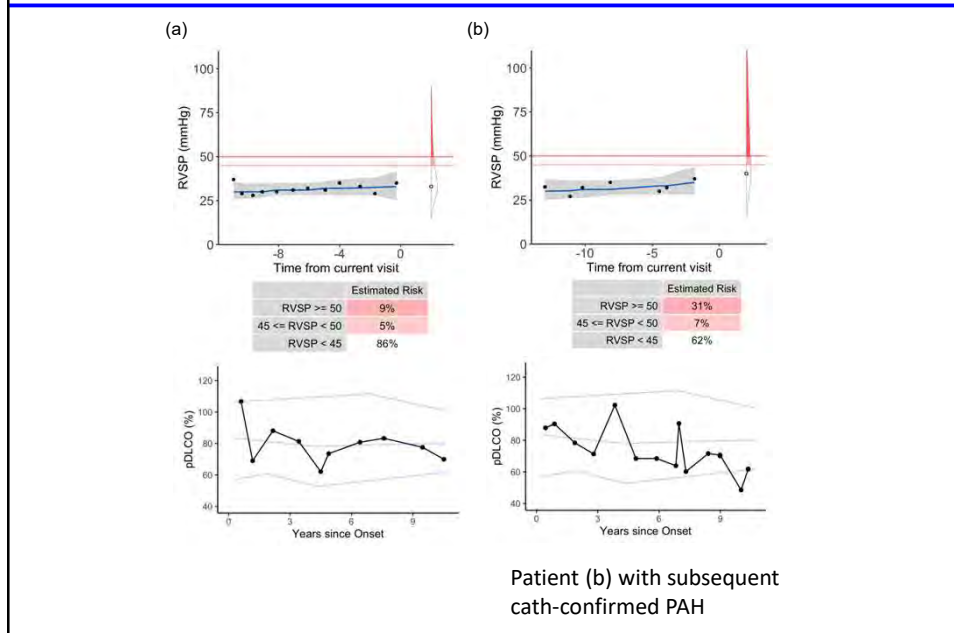 (a)
(b)
RVSP (mmHg)
100
75
50
25
0
-8
-4
0
Time from current visit
RVSP (mmHg)
100
75
50
25
0
-10
-5
0
Time from current visit
Estimated Risk
RVSP >= 50 9%
45 <= RVSP < 50 5%
RVSP < 45 86%
Estimated Risk
RVSP >= 50 31%
45 <= RVSP < 50 7%
RVSP < 45 62%
pDLCO (%)
120
100
80
60
40
0
3
6
9
Years since Onset
pDLCO (%)
120
100
80
60
40
0
3
6
9
Years since Onset
Patient (b) with subsequent
cath-confirmed PAH